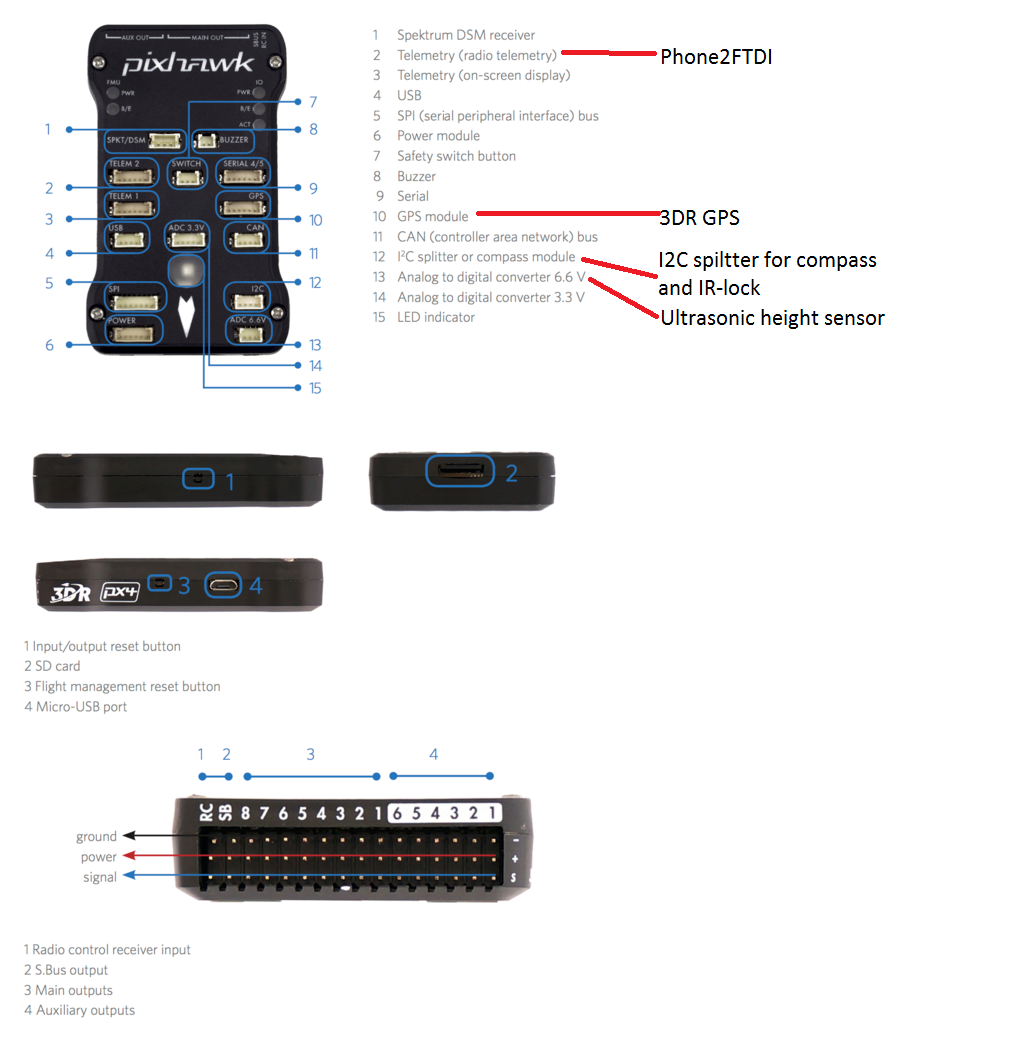 AUX OUT MAIN OUT SBUS RC IN
pixhawk
FMU IO
PWR PWR
B/E B/E
ACT
SPKT/DSM BUZZER
TELEM 2 SWITCH SERIAL 4/5
TELEM 1 GPS
USB ADC 3.3V CAN
SPI I2C
POWER ADC 6.6V
1
2
3
4
5
6
7
8
9
10
11
12
13
14
15
1 Spektrum DSM receiver
2 Telemetry (radio telemetry)
3 Telemetry (on-screen display)
4 USB
5 SPI (serial peripheral interface) bus
6 Power module
7 Safety switch button
8 Buzzer
9 Serial
10 GPS module
11 CAN (controller area network) bus
12 I²C splitter or compass module
13 Analog to digital converter 6.6 V
14 Analog to digital converter 3.3 V
15 LED indicator
Phone2FTDI
3DR GPS
I2C spiltter for compass
and IR-lock
Ultrasonic height sensor
1
2
3DR px4 3 4
1 Input/output reset button
2 SD card
3 Flight management reset button
4 Micro-USB port
1 2 3 4
RC SB 8 7 6 5 4 3 2 1 6 5 4 3 2 1
ground -
power +
signal S
1 Radio control receiver input
2 S.Bus output
3 Main outputs
4 Auxiliary outputs